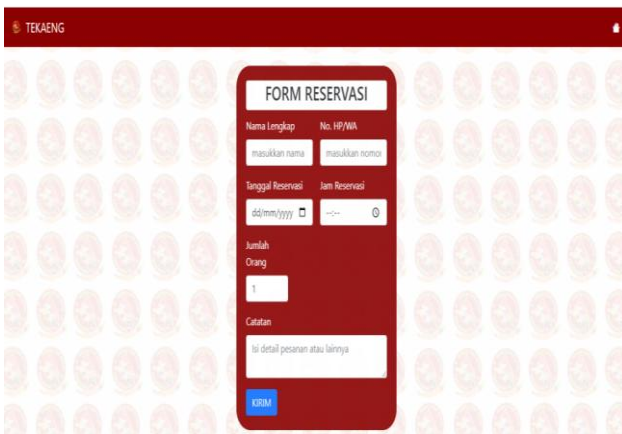 TEKAENG
FORM RESERVASI
Nama Lengkap No. HP/WA
masukkan nama masukkan nomor
Tanggal Reservasi Jam Reservasi
dd/mm/yyyy --:--
Jumlah
Orang
1
Catatan
Isi detail pesanan atau lainnya
KIRIM